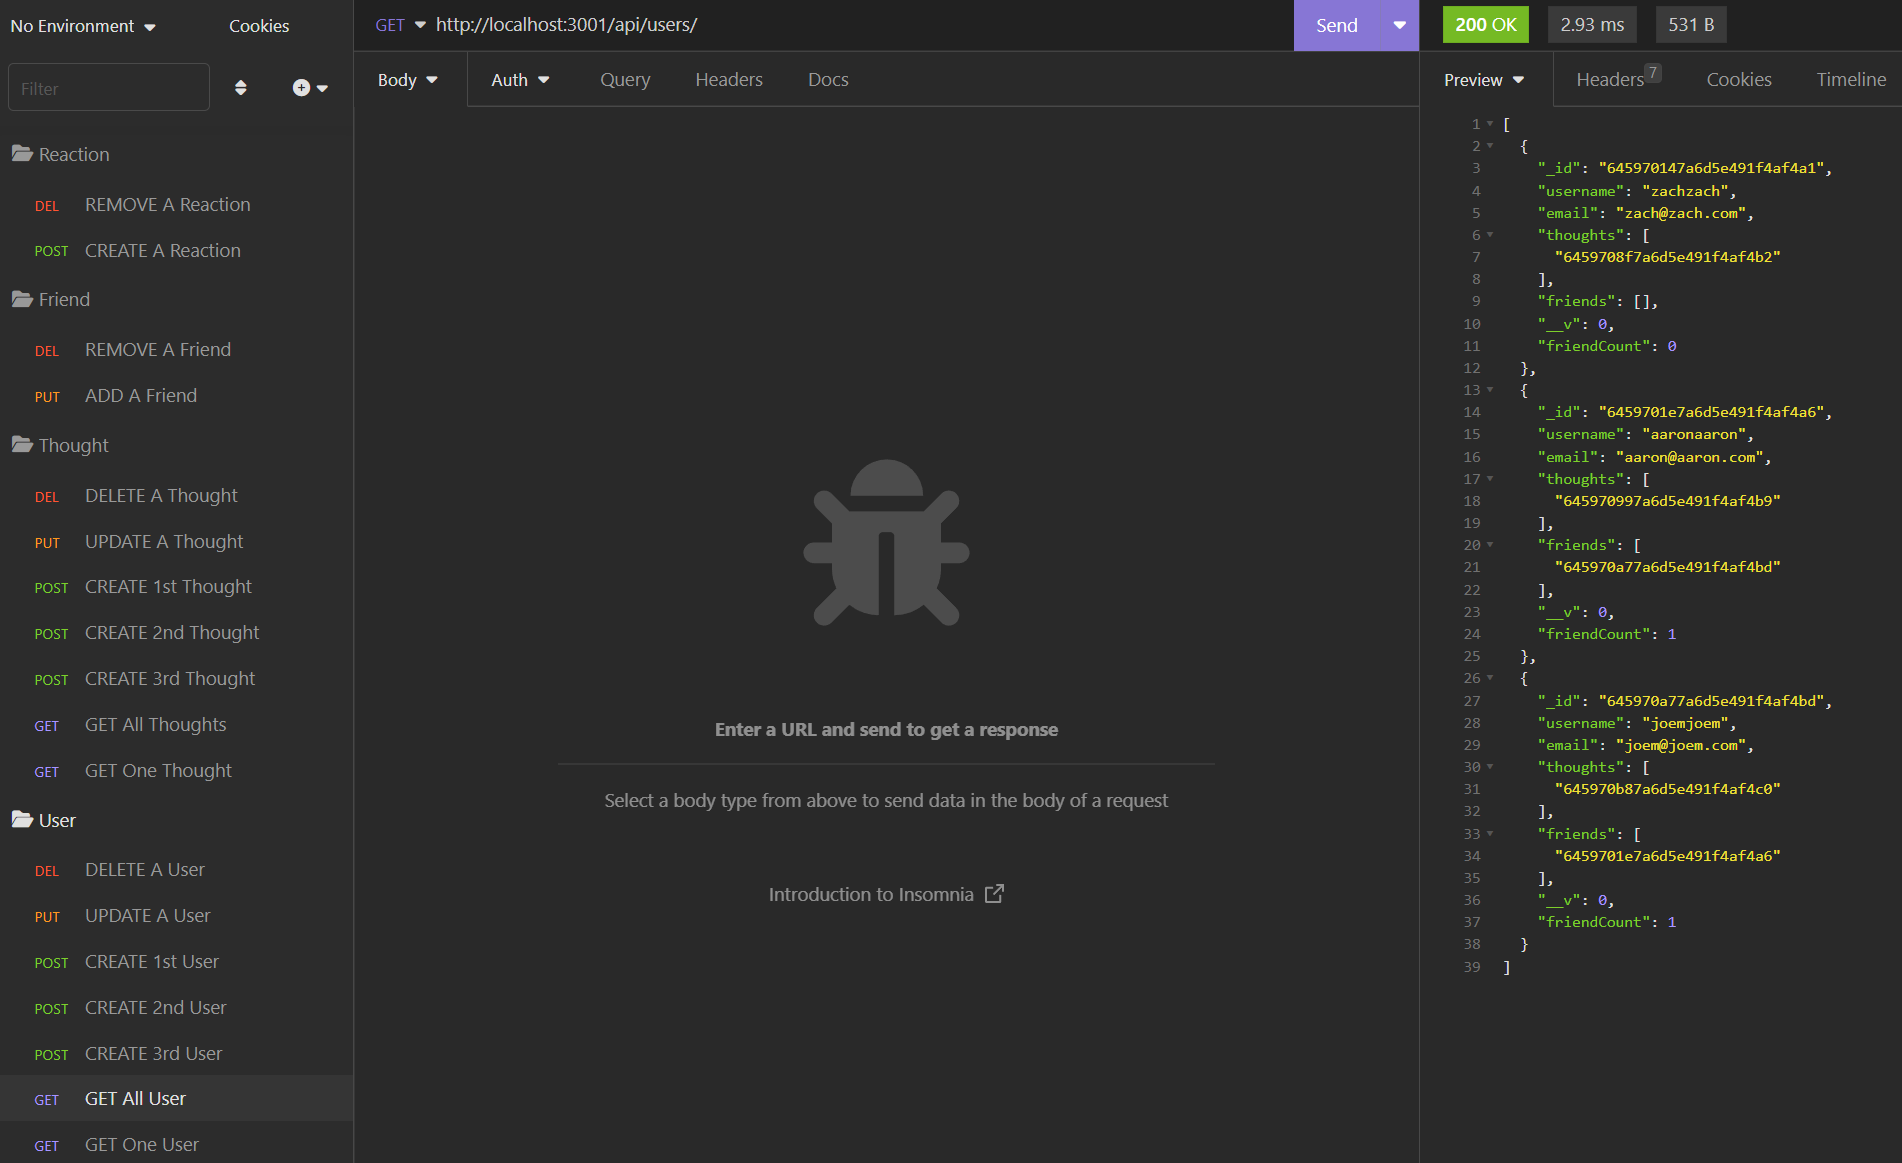 No Environment
Cookies
Filter
Reaction
DEL REMOVE A Reaction
POST CREATE A Reaction
Friend
DEL REMOVE A Friend
PUT ADD A Friend
Thought
DEL DELETE A Thought
PUT UPDATE A Thought
POST CREATE 1st Thought
POST CREATE 2nd Thought
POST CREATE 3rd Thought
GET GET All Thoughts
GET GET One Thought
User
DEL DELETE A User
PUT UPDATE A User
POST CREATE 1st User
POST CREATE 2nd User
POST CREATE 3rd User
GET GET All User
GET GET One User
GET http://localhost:3001/api/users/ Send
Body Auth Query Headers Docs
Enter a URL and send to get a response
Select a body type from above to send data in the body of a request
Introduction to Insomnia
200 OK 2.93 ms 531 B
Preview Headers 7 Cookies Timeline
1 [
2 {
3 "_id": "645970147a6d5e491f4af4a1",
4 "username": "zachzach",
5 "email": "zach@zach.com",
6 "thoughts": [
7 "6459708f7a6d5e491f4af4b2"
8 ],
9 "friends": [],
10 "__v": 0,
11 "friendCount": 0
12 },
13 {
14 "_id": "6459701e7a6d5e491f4af4a6",
15 "username": "aaronaaron",
16 "email": "aaron@aaron.com",
17 "thoughts": [
18 "645970997a6d5e491f4af4b9"
19 ],
20 "friends": [
21 "645970a77a6d5e491f4af4bd"
22 ],
23 "__v": 0,
24 "friendCount": 1
25 },
26 {
27 "_id": "645970a77a6d5e491f4af4bd",
28 "username": "joemjoem",
29 "email": "joem@joem.com",
30 "thoughts": [
31 "645970b87a6d5e491f4af4c0"
32 ],
33 "friends": [
34 "6459701e7a6d5e491f4af4a6"
35 ],
36 "__v": 0,
37 "friendCount": 1
38 }
39 ]